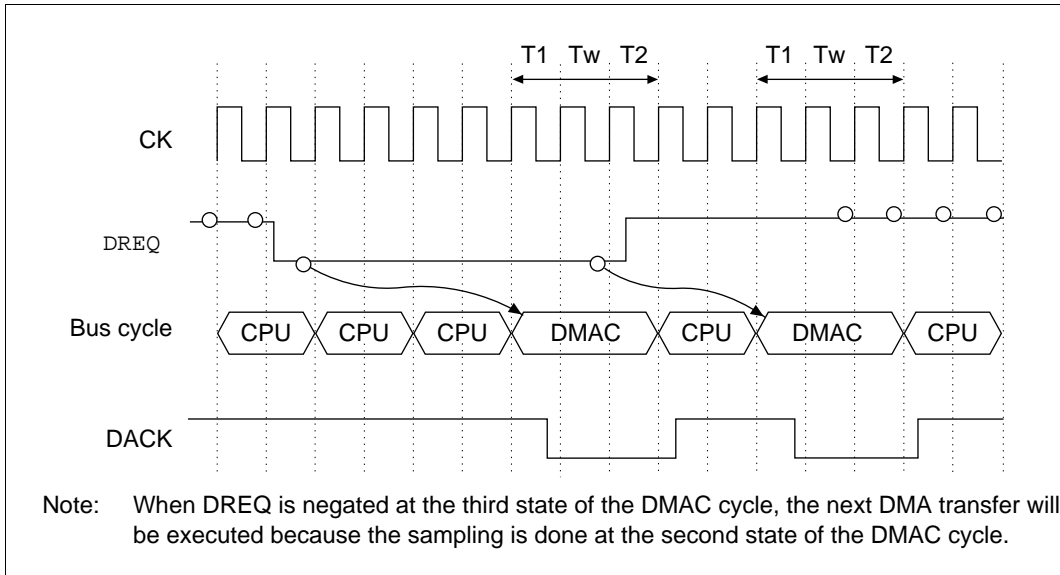 T1 Tw T2 T1 Tw T2
CK
DREQ
Bus cycle CPU CPU CPU DMAC CPU DMAC CPU
DACK
Note: When DREQ is negated at the third state of the DMAC cycle, the next DMA transfer will
be executed because the sampling is done at the second state of the DMAC cycle.